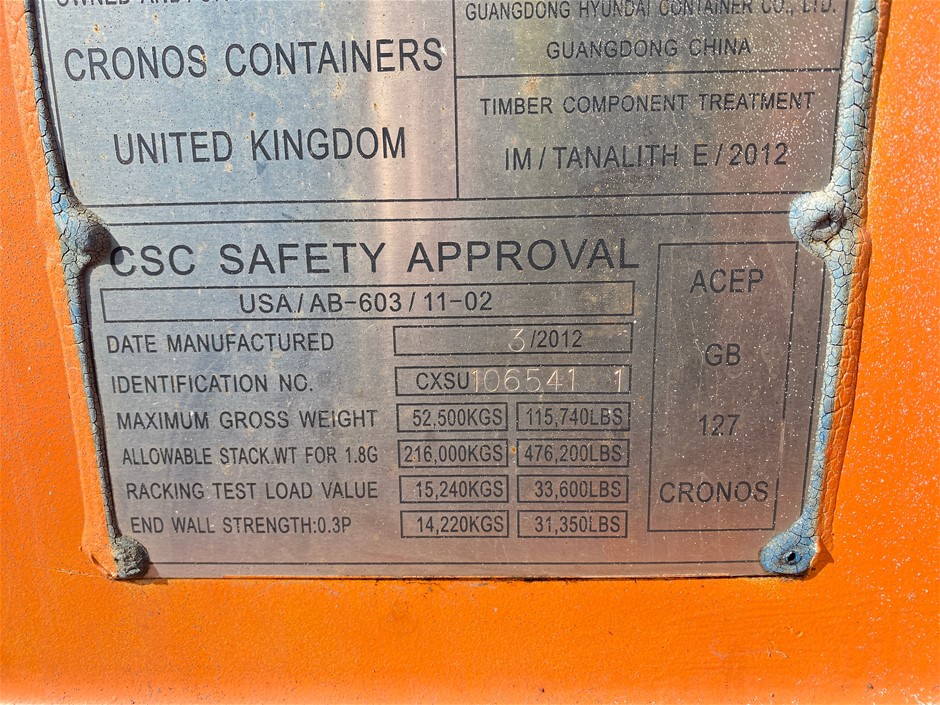 OWNED AND
CRONOS CONTAINERS
UNITED KINGDOM
GUANGDONG HYUNDAI CONTAINER CO., LTD.
GUANGDONG CHINA
TIMBER COMPONENT TREATMENT
IM / TANALITH E / 2012
CSC SAFETY APPROVAL
USA / AB-603 / 11-02
DATE MANUFACTURED 3/2012
IDENTIFICATION NO. CXSU 106541 1
MAXIMUM GROSS WEIGHT 52,500KGS 115,740LBS
ALLOWABLE STACK.WT FOR 1.8G 216,000KGS 476,200LBS
RACKING TEST LOAD VALUE 15,240KGS 33,600LBS
END WALL STRENGTH:0.3P 14,220KGS 31,350LBS
ACEP
GB
127
CRONOS